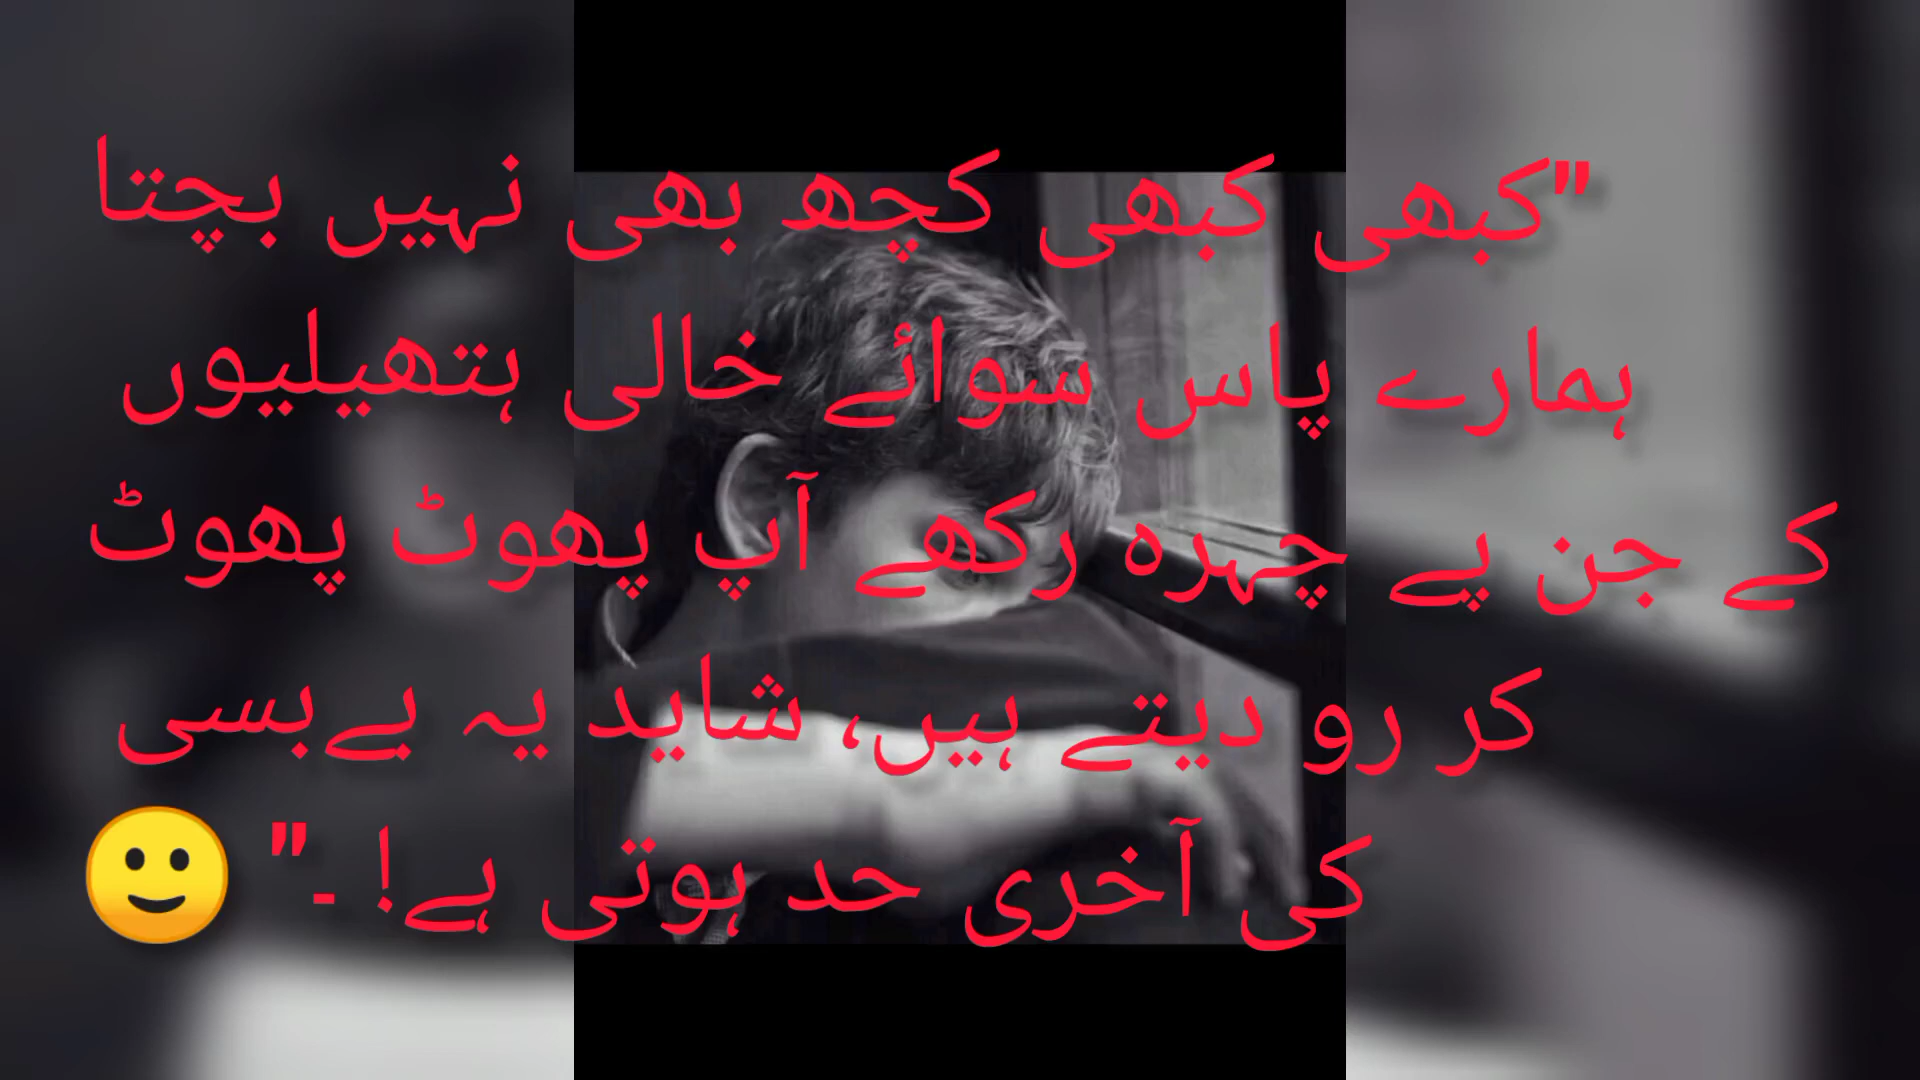 "کبھی کبھی کچھ بھی نہیں بچتا
ہمارے پاس سوائے خالی ہتھیلیوں
کے جن پے چہرہ رکھے آپ پھوٹ پھوٹ
کر رو دیتے ہیں، شاید یہ بےبسی
کی آخری حد ہوتی ہے! ۔" 🙂